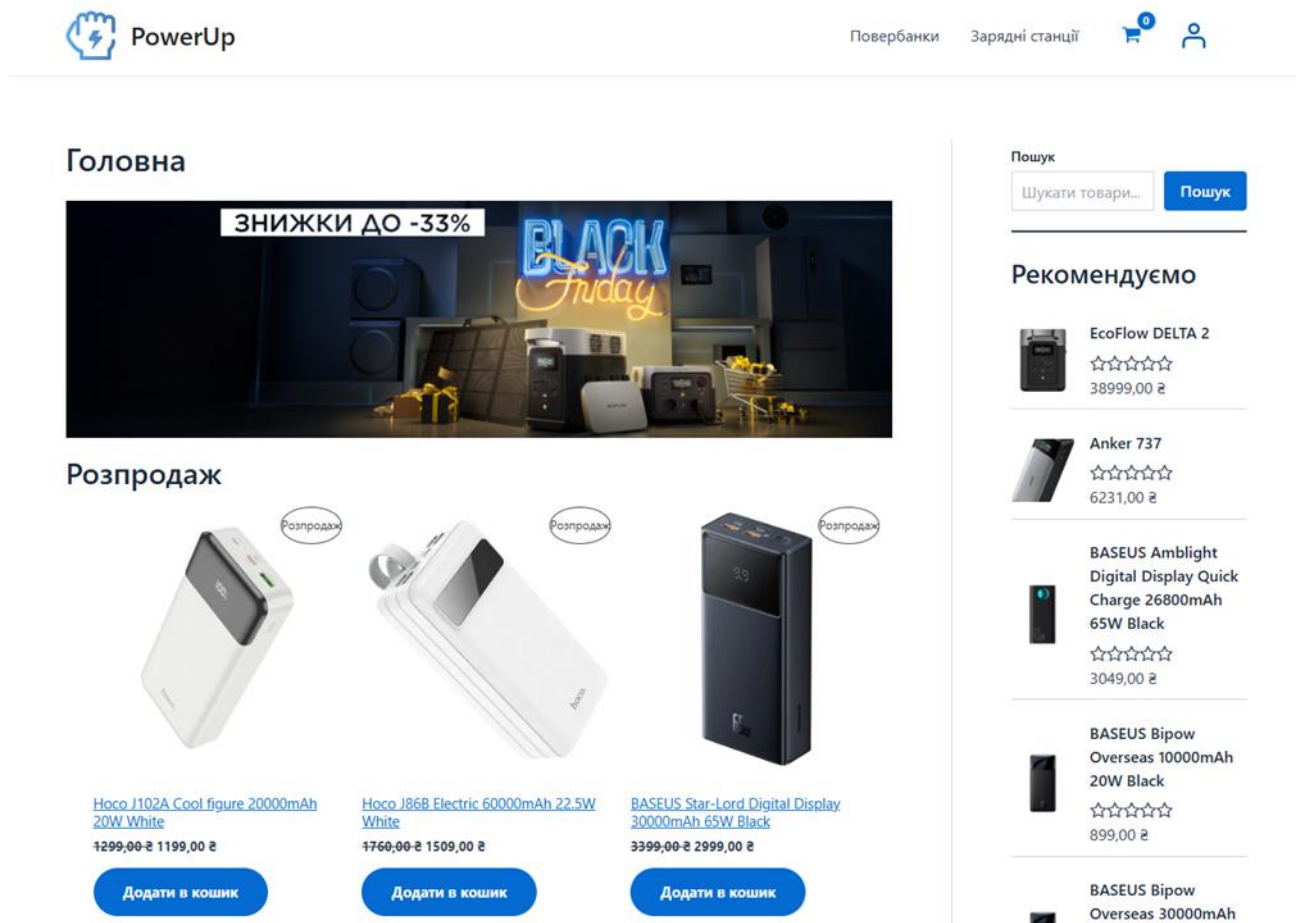 PowerUp
Повербанки
Зарядні станції
0
Головна
ЗНИЖКИ ДО -33%
BLACK
Friday
Розпродаж
Розпродаж
Розпродаж
Розпродаж
hoco.
Hoco J102A Cool figure 20000mAh
20W White
1299,00 ₴ 1199,00 ₴
Додати в кошик
Hoco J86B Electric 60000mAh 22.5W
White
1760,00 ₴ 1509,00 ₴
Додати в кошик
BASEUS Star-Lord Digital Display
30000mAh 65W Black
3399,00 ₴ 2999,00 ₴
Додати в кошик
Пошук
Шукати товари...
Пошук
Рекомендуємо
EcoFlow DELTA 2
38999,00 ₴
Anker 737
6231,00 ₴
BASEUS Amblight
Digital Display Quick
Charge 26800mAh
65W Black
3049,00 ₴
BASEUS Bipow
Overseas 10000mAh
20W Black
899,00 ₴
BASEUS Bipow
Overseas 30000mAh